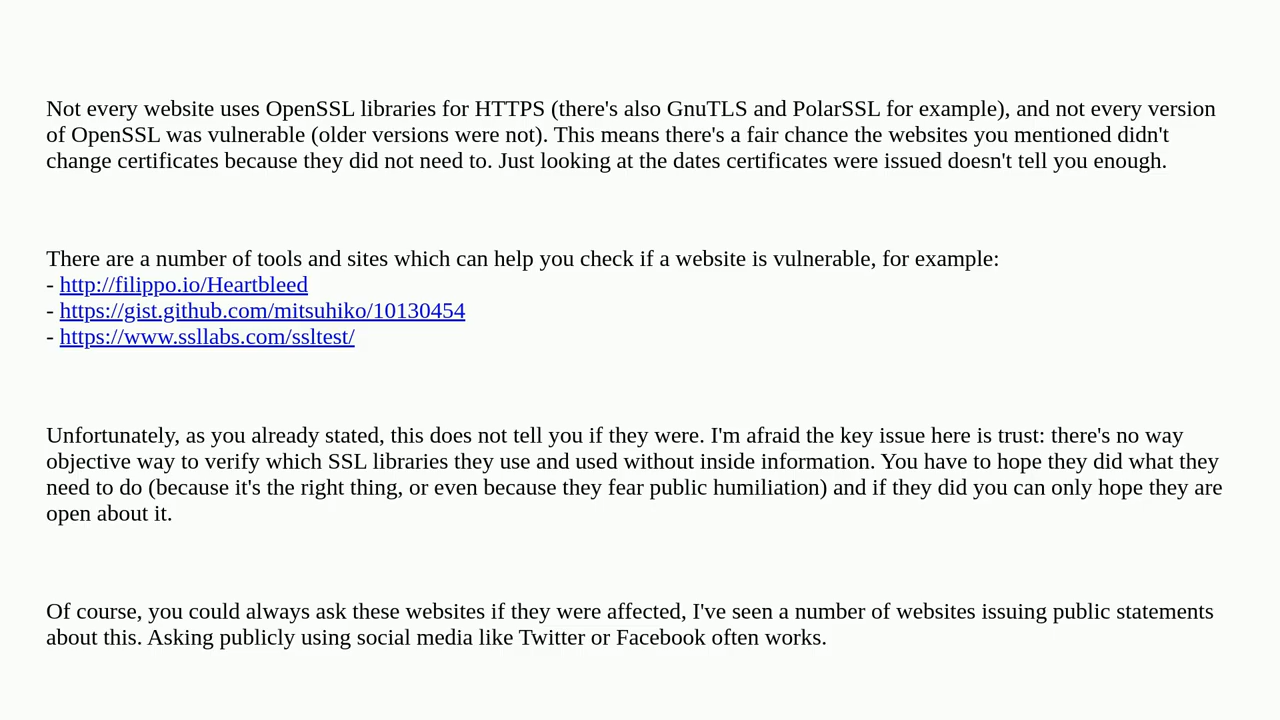 Not every website uses OpenSSL libraries for HTTPS (there's also GnuTLS and PolarSSL for example), and not every version
of OpenSSL was vulnerable (older versions were not). This means there's a fair chance the websites you mentioned didn't
change certificates because they did not need to. Just looking at the dates certificates were issued doesn't tell you enough.
There are a number of tools and sites which can help you check if a website is vulnerable, for example:
- http://filippo.io/Heartbleed
- https://gist.github.com/mitsuhiko/10130454
- https://www.ssllabs.com/ssltest/
Unfortunately, as you already stated, this does not tell you if they were. I'm afraid the key issue here is trust: there's no way
objective way to verify which SSL libraries they use and used without inside information. You have to hope they did what they
need to do (because it's the right thing, or even because they fear public humiliation) and if they did you can only hope they are
open about it.
Of course, you could always ask these websites if they were affected, I've seen a number of websites issuing public statements
about this. Asking publicly using social media like Twitter or Facebook often works.